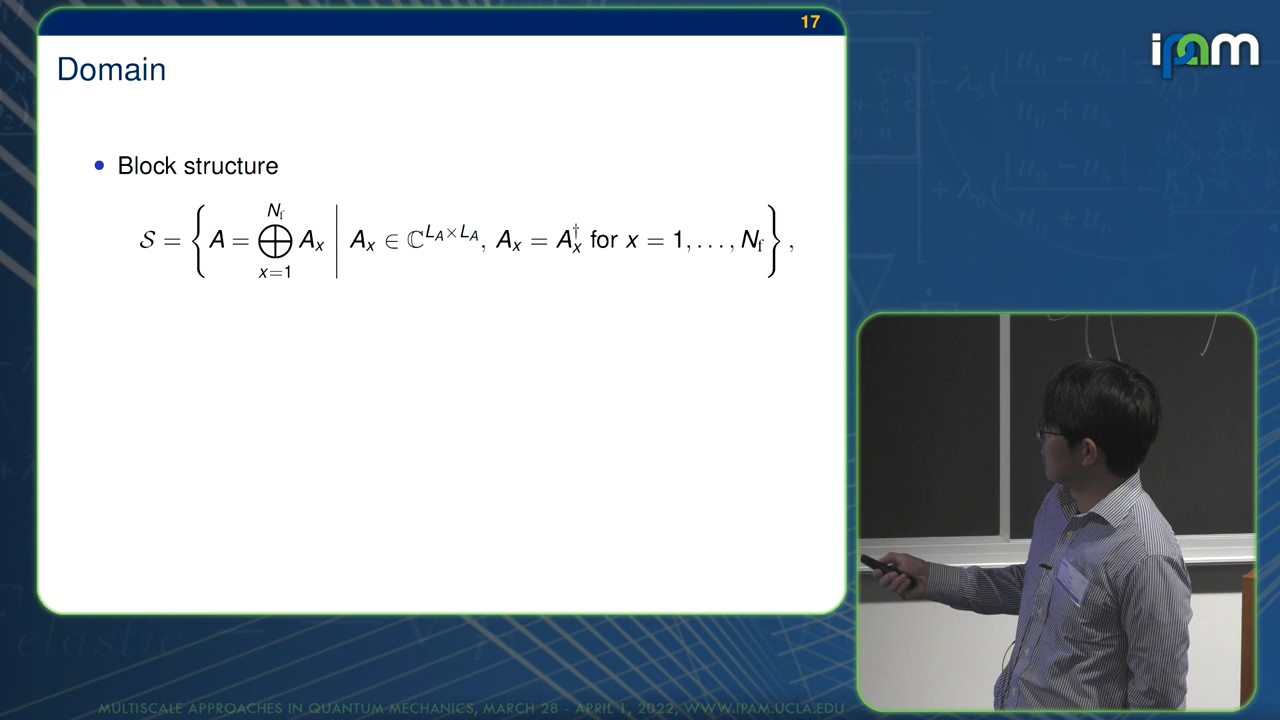 17
ipam
Domain
• Block structure
𝒮 = { A = ⨁_{x=1}^{N_f} A_x | A_x ∈ ℂ^{L_A×L_A}, A_x = A_x^† for x = 1, …, N_f },
MULTISCALE APPROACHES IN QUANTUM MECHANICS, MARCH 28 - APRIL 1, 2022, WWW.IPAM.UCLA.EDU